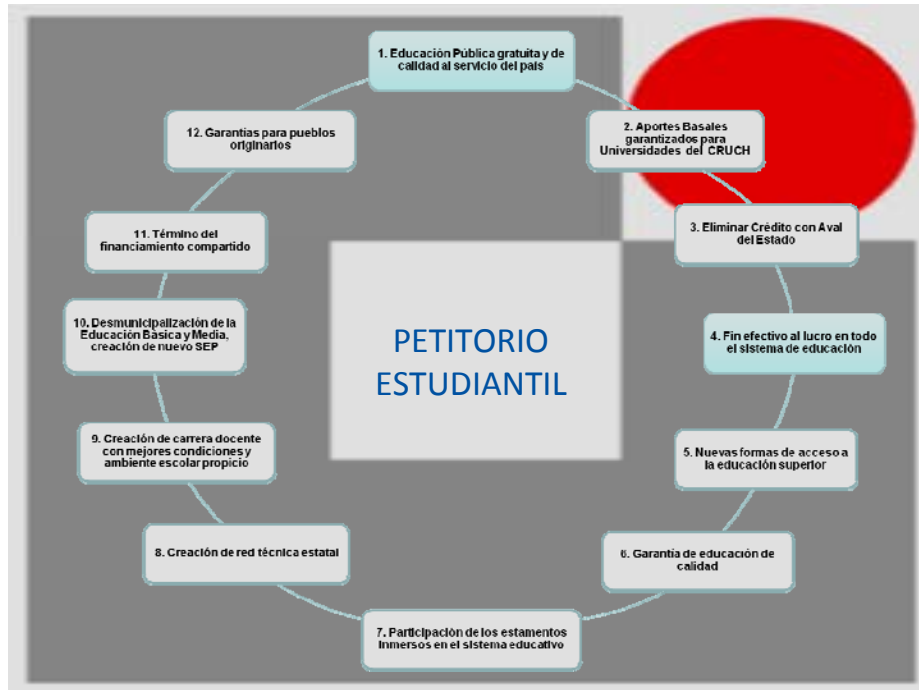 1. Educación Pública gratuita y de
calidad al servicio del país
2. Aportes Basales
garantizados para
Universidades del CRUCH
3. Eliminar Crédito con Aval
del Estado
4. Fin efectivo al lucro en todo
el sistema de educación
5. Nuevas formas de acceso a
la educación superior
6. Garantía de educación de
calidad
7. Participación de los estamentos
inmersos en el sistema educativo
8. Creación de red técnica estatal
9. Creación de carrera docente
con mejores condiciones y
ambiente escolar propicio
10. Desmunicipalización de la
Educación Básica y Media,
creación de nuevo SEP
11. Término del
financiamiento compartido
12. Garantías para pueblos
originarios
PETITORIO
ESTUDIANTIL